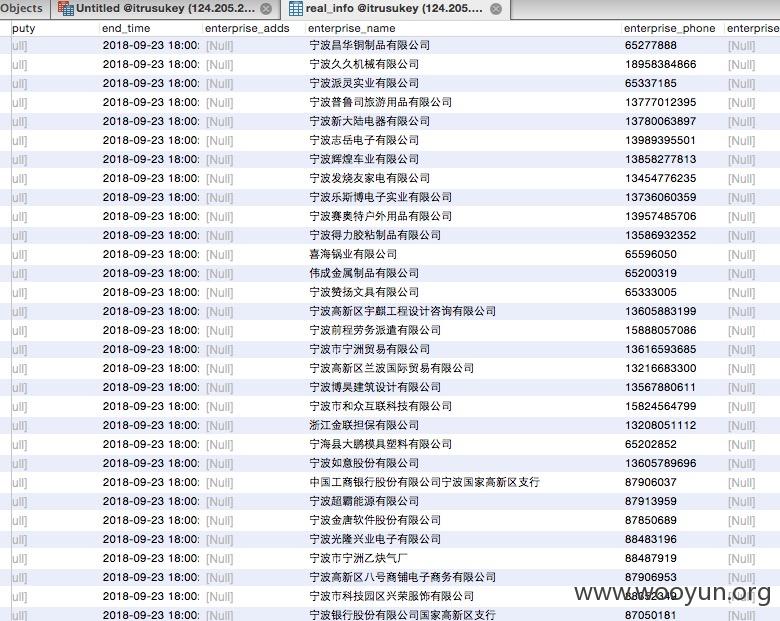 Objects Untitled @itrusukey (124.205.2... real_info @itrusukey (124.205....
puty end_time enterprise_adds enterprise_name enterprise_phone enterprise
ull] 2018-09-23 18:00: [Null] 宁波昌华铜制品有限公司 65277888 [Null]
ull] 2018-09-23 18:00: [Null] 宁波久久机械有限公司 18958384866 [Null]
ull] 2018-09-23 18:00: [Null] 宁波派灵实业有限公司 65337185 [Null]
ull] 2018-09-23 18:00: [Null] 宁波普鲁司旅游用品有限公司 13777012395 [Null]
ull] 2018-09-23 18:00: [Null] 宁波新大陆电器有限公司 13780063897 [Null]
ull] 2018-09-23 18:00: [Null] 宁波志岳电子有限公司 13989395501 [Null]
ull] 2018-09-23 18:00: [Null] 宁波辉煌车业有限公司 13858277813 [Null]
ull] 2018-09-23 18:00: [Null] 宁波发烧友家电有限公司 13454776235 [Null]
ull] 2018-09-23 18:00: [Null] 宁波乐斯博电子实业有限公司 13736060359 [Null]
ull] 2018-09-23 18:00: [Null] 宁波赛奥特户外用品有限公司 13957485706 [Null]
ull] 2018-09-23 18:00: [Null] 宁波得力胶粘制品有限公司 13586932352 [Null]
ull] 2018-09-23 18:00: [Null] 喜海锅业有限公司 65596050 [Null]
ull] 2018-09-23 18:00: [Null] 伟成金属制品有限公司 65200319 [Null]
ull] 2018-09-23 18:00: [Null] 宁波赞扬文具有限公司 65333005 [Null]
ull] 2018-09-23 18:00: [Null] 宁波高新区宇麒工程设计咨询有限公司 13605883199 [Null]
ull] 2018-09-23 18:00: [Null] 宁波前程劳务派遣有限公司 15888057086 [Null]
ull] 2018-09-23 18:00: [Null] 宁波市宁洲贸易有限公司 13616593685 [Null]
ull] 2018-09-23 18:00: [Null] 宁波高新区兰波国际贸易有限公司 13216683300 [Null]
ull] 2018-09-23 18:00: [Null] 宁波博昊建筑设计有限公司 13567880611 [Null]
ull] 2018-09-23 18:00: [Null] 宁波市和众互联科技有限公司 15824564799 [Null]
ull] 2018-09-23 18:00: [Null] 浙江金联担保有限公司 13208051112 [Null]
ull] 2018-09-23 18:00: [Null] 宁海县大鹏模具塑料有限公司 65202852 [Null]
ull] 2018-09-23 18:00: [Null] 宁波如意股份有限公司 13605789696 [Null]
ull] 2018-09-23 18:00: [Null] 中国工商银行股份有限公司宁波国家高新区支行 87906037 [Null]
ull] 2018-09-23 18:00: [Null] 宁波超霸能源有限公司 87913959 [Null]
ull] 2018-09-23 18:00: [Null] 宁波金唐软件股份有限公司 87850689 [Null]
ull] 2018-09-23 18:00: [Null] 宁波光隆兴业电子有限公司 88483196 [Null]
ull] 2018-09-23 18:00: [Null] 宁波市宁洲乙炔气厂 88487919 [Null]
ull] 2018-09-23 18:00: [Null] 宁波高新区八号商铺电子商务有限公司 87906953 [Null]
ull] 2018-09-23 18:00: [Null] 宁波市科技园区兴荣服饰有限公司 [Null]
www.wooyun.org
ull] 2018-09-23 18:00: [Null] 宁波银行股份有限公司国家高新区支行 87050181 [Null]